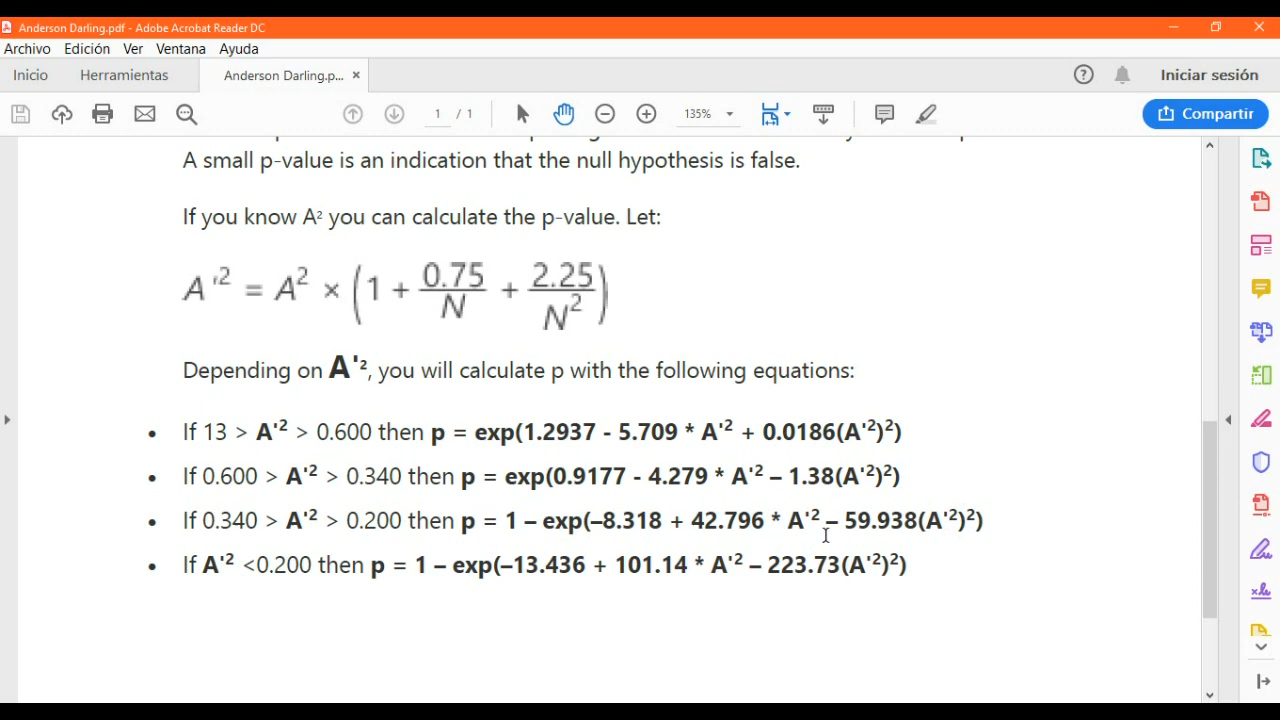 Anderson Darling.pdf - Adobe Acrobat Reader DC
Archivo Edición Ver Ventana Ayuda
Inicio Herramientas Anderson Darling.p... × Iniciar sesión
1 / 1 135% Compartir
A small p-value is an indication that the null hypothesis is false.
If you know A² you can calculate the p-value. Let:
A'² = A² × (1 + 0.75/N + 2.25/N²)
Depending on A'², you will calculate p with the following equations:
• If 13 > A'² > 0.600 then p = exp(1.2937 - 5.709 * A'² + 0.0186(A'²)²)
• If 0.600 > A'² > 0.340 then p = exp(0.9177 - 4.279 * A'² – 1.38(A'²)²)
• If 0.340 > A'² > 0.200 then p = 1 – exp(–8.318 + 42.796 * A'² – 59.938(A'²)²)
• If A'² <0.200 then p = 1 – exp(–13.436 + 101.14 * A'² – 223.73(A'²)²)